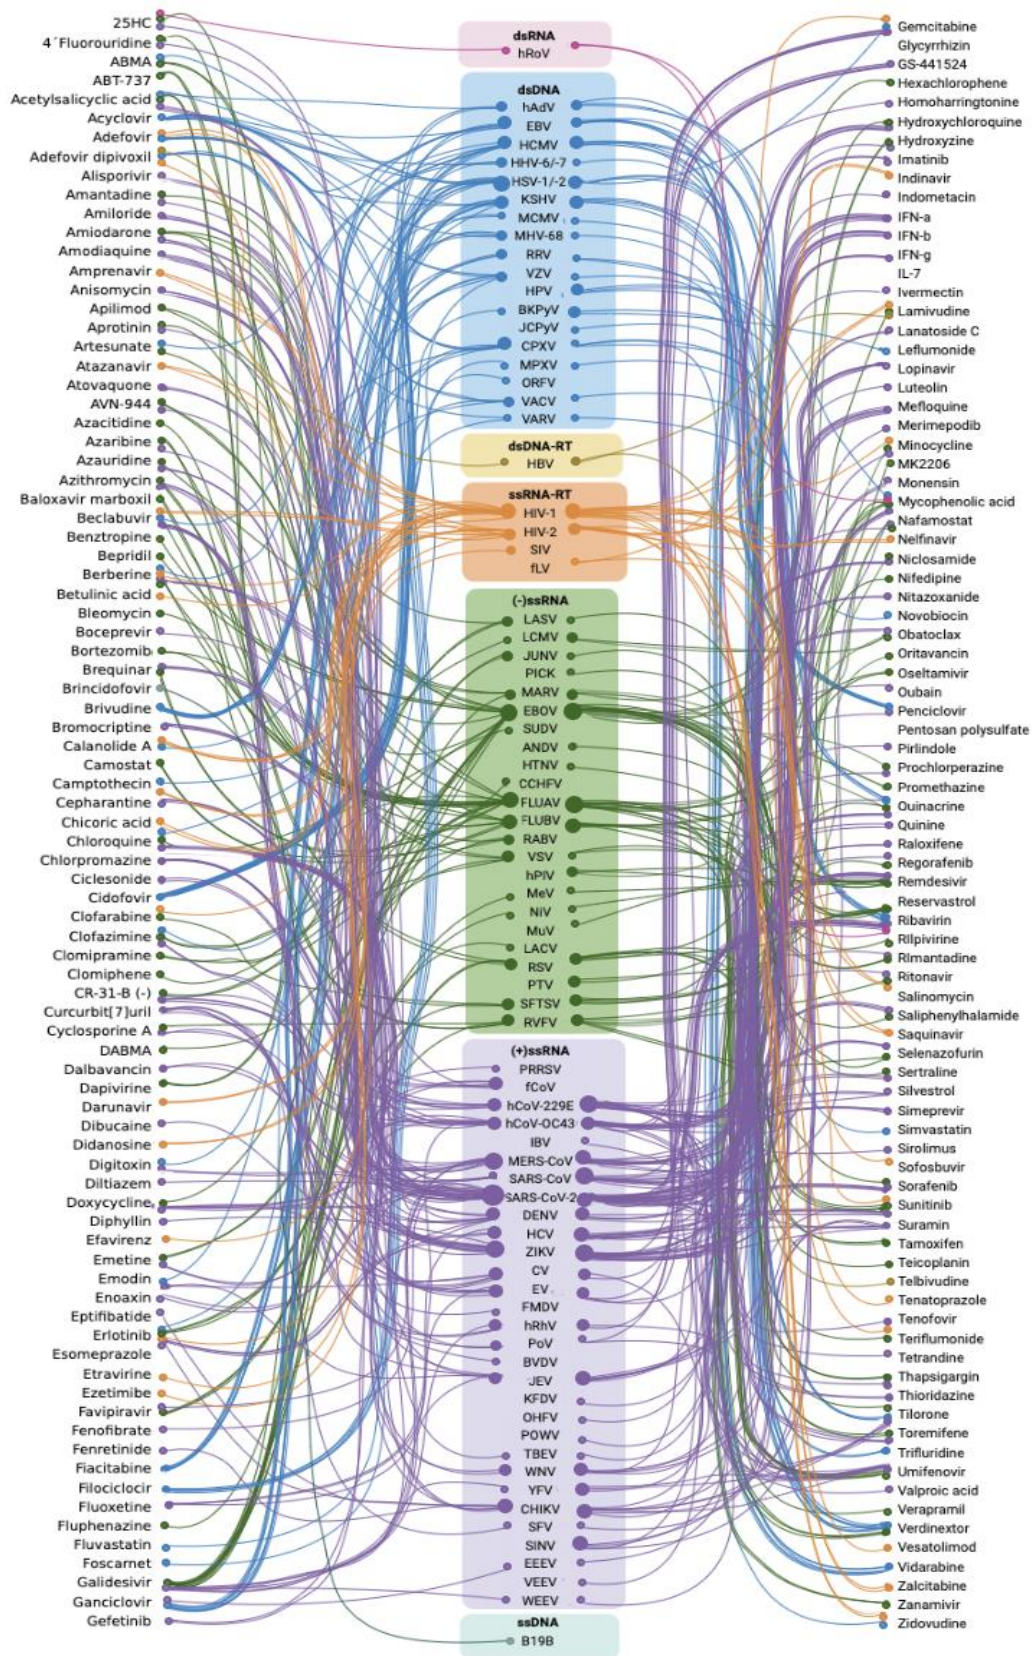 25HC
4´Fluorouridine
ABMA
ABT-737
Acetylsalicyclic acid
Acyclovir
Adefovir
Adefovir dipivoxil
Alisporivir
Amantadine
Amiloride
Amiodarone
Amodiaquine
Amprenavir
Anisomycin
Apilimod
Aprotinin
Artesunate
Atazanavir
Atovaquone
AVN-944
Azacitidine
Azaribine
Azauridine
Azithromycin
Baloxavir marboxil
Beclabuvir
Benztropine
Bepridil
Berberine
Betulinic acid
Bleomycin
Boceprevir
Bortezomib
Brequinar
Brincidofovir
Brivudine
Bromocriptine
Calanolide A
Camostat
Camptothecin
Cepharantine
Chicoric acid
Chloroquine
Chlorpromazine
Ciclesonide
Cidofovir
Clofarabine
Clofazimine
Clomipramine
Clomiphene
CR-31-B (-)
Curcurbit[7]uril
Cyclosporine A
DABMA
Dalbavancin
Dapivirine
Darunavir
Dibucaine
Didanosine
Digitoxin
Diltiazem
Doxycycline
Diphyllin
Efavirenz
Emetine
Emodin
Enoaxin
Eptifibatide
Erlotinib
Esomeprazole
Etravirine
Ezetimibe
Favipiravir
Fenofibrate
Fenretinide
Fiacitabine
Filociclocir
Fluoxetine
Fluphenazine
Fluvastatin
Foscarnet
Galidesivir
Ganciclovir
Gefetinib
dsRNA
hRoV
dsDNA
hAdV
EBV
HCMV
HHV-6/-7
HSV-1/-2
KSHV
MCMV
MHV-68
RRV
VZV
HPV
BKPyV
JCPyV
CPXV
MPXV
ORFV
VACV
VARV
dsDNA-RT
HBV
ssRNA-RT
HIV-1
HIV-2
SIV
fLV
(-)ssRNA
LASV
LCMV
JUNV
PICK
MARV
EBOV
SUDV
ANDV
HTNV
CCHFV
FLUAV
FLUBV
RABV
VSV
hPIV
MeV
NiV
MuV
LACV
RSV
PTV
SFTSV
RVFV
(+)ssRNA
PRRSV
fCoV
hCoV-229E
hCoV-OC43
IBV
MERS-CoV
SARS-CoV
SARS-CoV-2
DENV
HCV
ZIKV
CV
EV
FMDV
hRhV
PoV
BVDV
JEV
KFDV
OHFV
POWV
TBEV
WNV
YFV
CHIKV
SFV
SINV
EEEV
VEEV
WEEV
ssDNA
B19B
Gemcitabine
Glycyrrhizin
GS-441524
Hexachlorophene
Homoharringtonine
Hydroxychloroquine
Hydroxyzine
Imatinib
Indinavir
Indometacin
IFN-a
IFN-b
IFN-g
IL-7
Ivermectin
Lamivudine
Lanatoside C
Leflumonide
Lopinavir
Luteolin
Mefloquine
Merimepodib
Minocycline
MK2206
Monensin
Mycophenolic acid
Nafamostat
Nelfinavir
Niclosamide
Nifedipine
Nitazoxanide
Novobiocin
Obatoclax
Oritavancin
Oseltamivir
Oubain
Penciclovir
Pentosan polysulfate
Pirlindole
Prochlorperazine
Promethazine
Ouinacrine
Quinine
Raloxifene
Regorafenib
Remdesivir
Reservastrol
Ribavirin
RIlpivirine
RImantadine
Ritonavir
Salinomycin
Saliphenylhalamide
Saquinavir
Selenazofurin
Sertraline
Silvestrol
Simeprevir
Simvastatin
Sirolimus
Sofosbuvir
Sorafenib
Sunitinib
Suramin
Tamoxifen
Teicoplanin
Telbivudine
Tenatoprazole
Tenofovir
Teriflumonide
Tetrandine
Thapsigargin
Thioridazine
Tilorone
Toremifene
Trifluridine
Umifenovir
Valproic acid
Verapramil
Verdinextor
Vesatolimod
Vidarabine
Zalcitabine
Zanamivir
Zidovudine